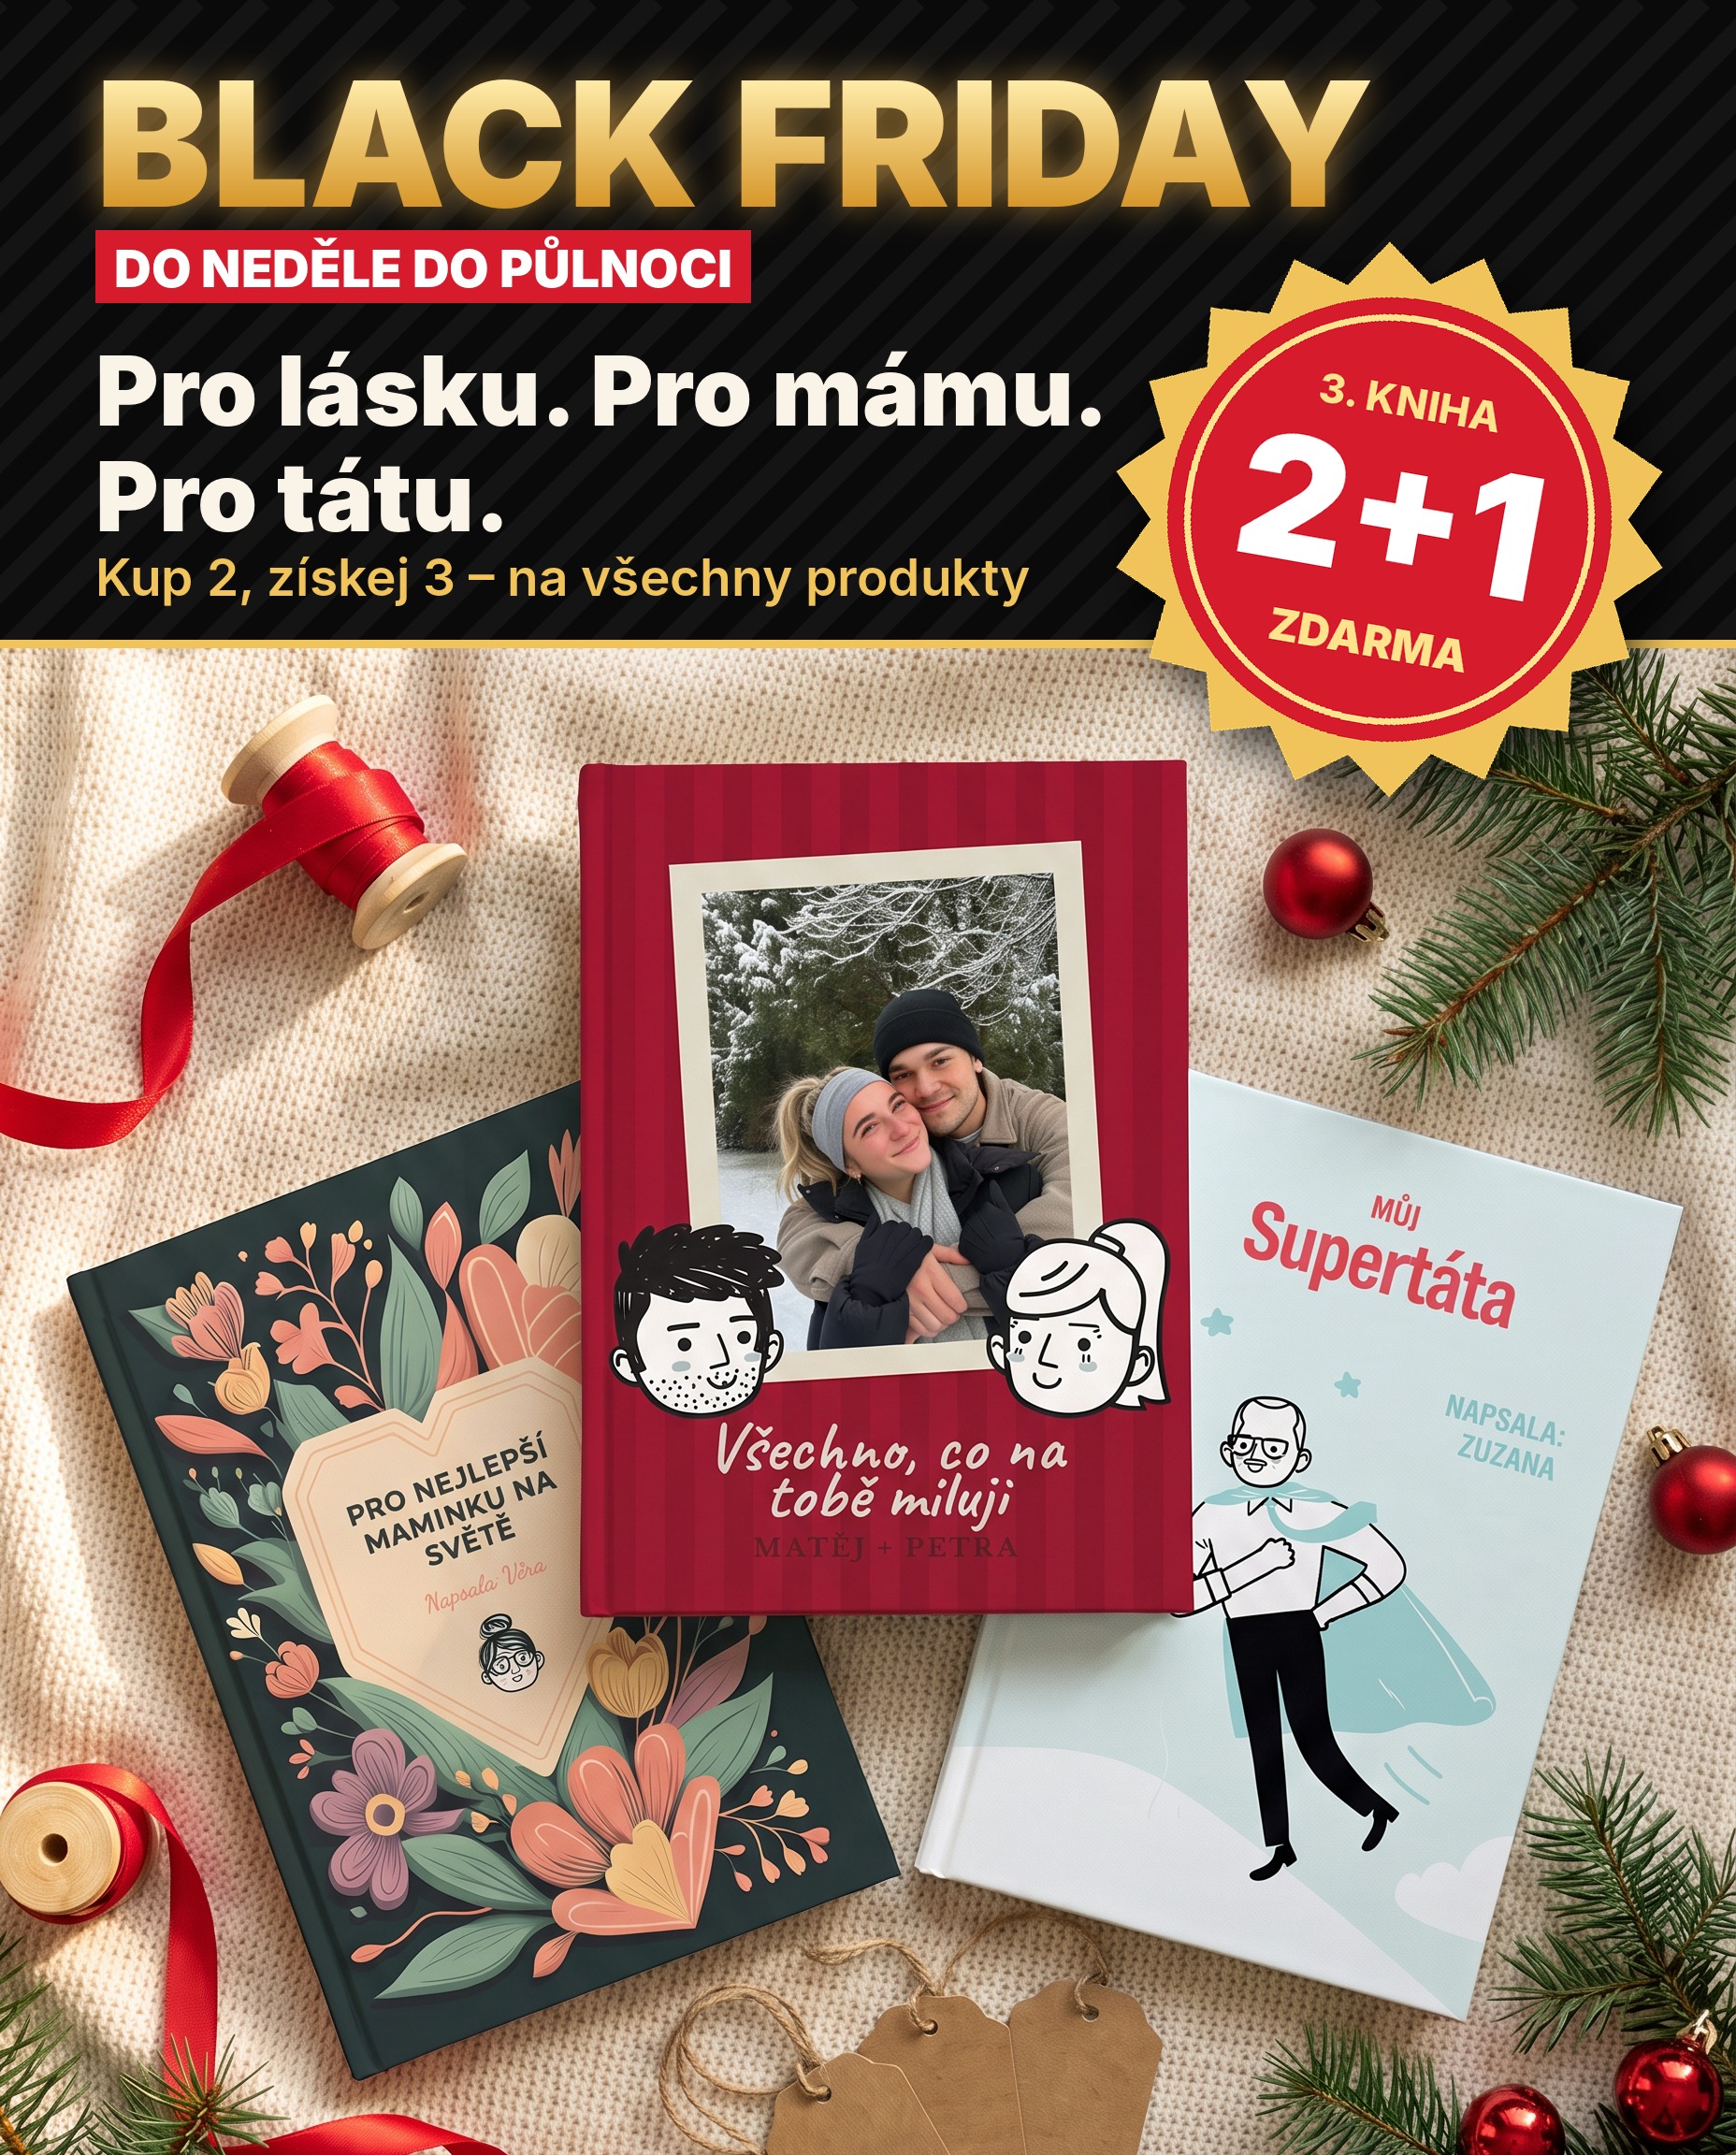 BLACK FRIDAY
DO NEDĚLE DO PŮLNOCI
Pro lásku. Pro mámu.
Pro tátu.
Kup 2, získej 3 – na všechny produkty
3. KNIHA
2+1
ZDARMA
Všechno, co na
tobě miluji
MATĚJ + PETRA
PRO NEJLEPŠÍ
MAMINKU NA
SVĚTĚ
Napsala Věra
MŮJ
Supertáta
NAPSALA:
ZUZANA